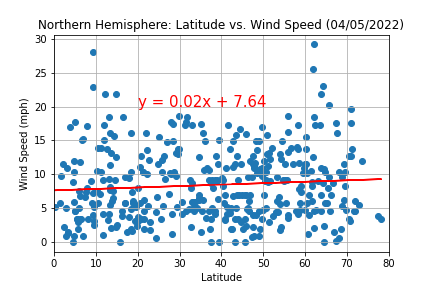 Northern Hemisphere: Latitude vs. Wind Speed (04/05/2022)
30
25
20
15
10
5
0
Wind Speed (mph)
y = 0.02x + 7.64
0 10 20 30 40 50 60 70 80
Latitude